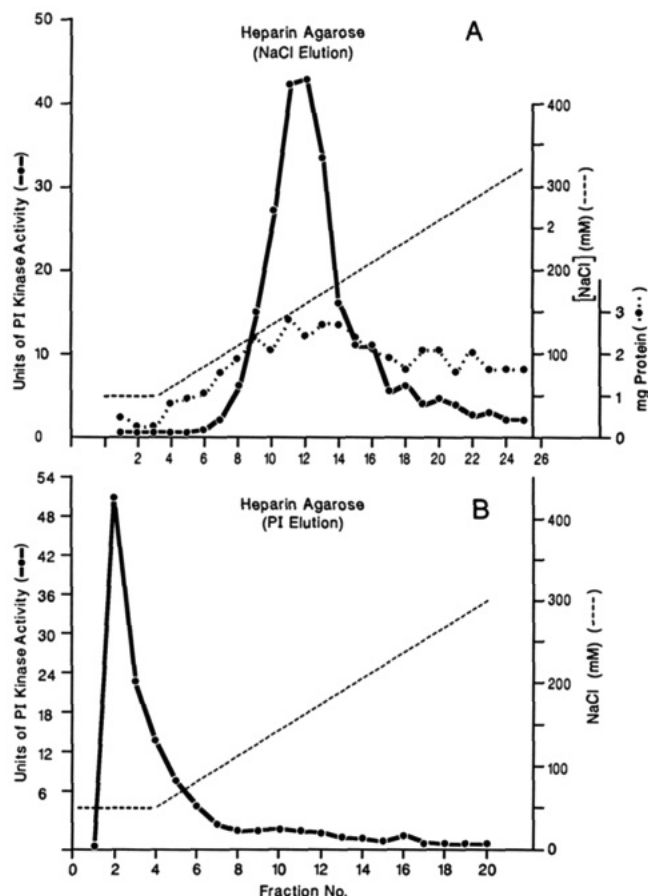 A
Heparin Agarose
(NaCl Elution)
Units of PI Kinase Activity (—●—)
50
40
30
20
10
0
2 4 6 8 10 12 14 16 18 20 22 24 26
400
300
2
200
100
0
[NaCl] (mM) (----)
3
2
1
0
mg Protein (··●··)
B
Heparin Agarose
(PI Elution)
Units of PI Kinase Activity (—●—)
54
48
42
36
30
24
18
12
6
0 2 4 6 8 10 12 14 16 18 20
Fraction No.
400
300
200
100
50
0
NaCl (mM) (----)